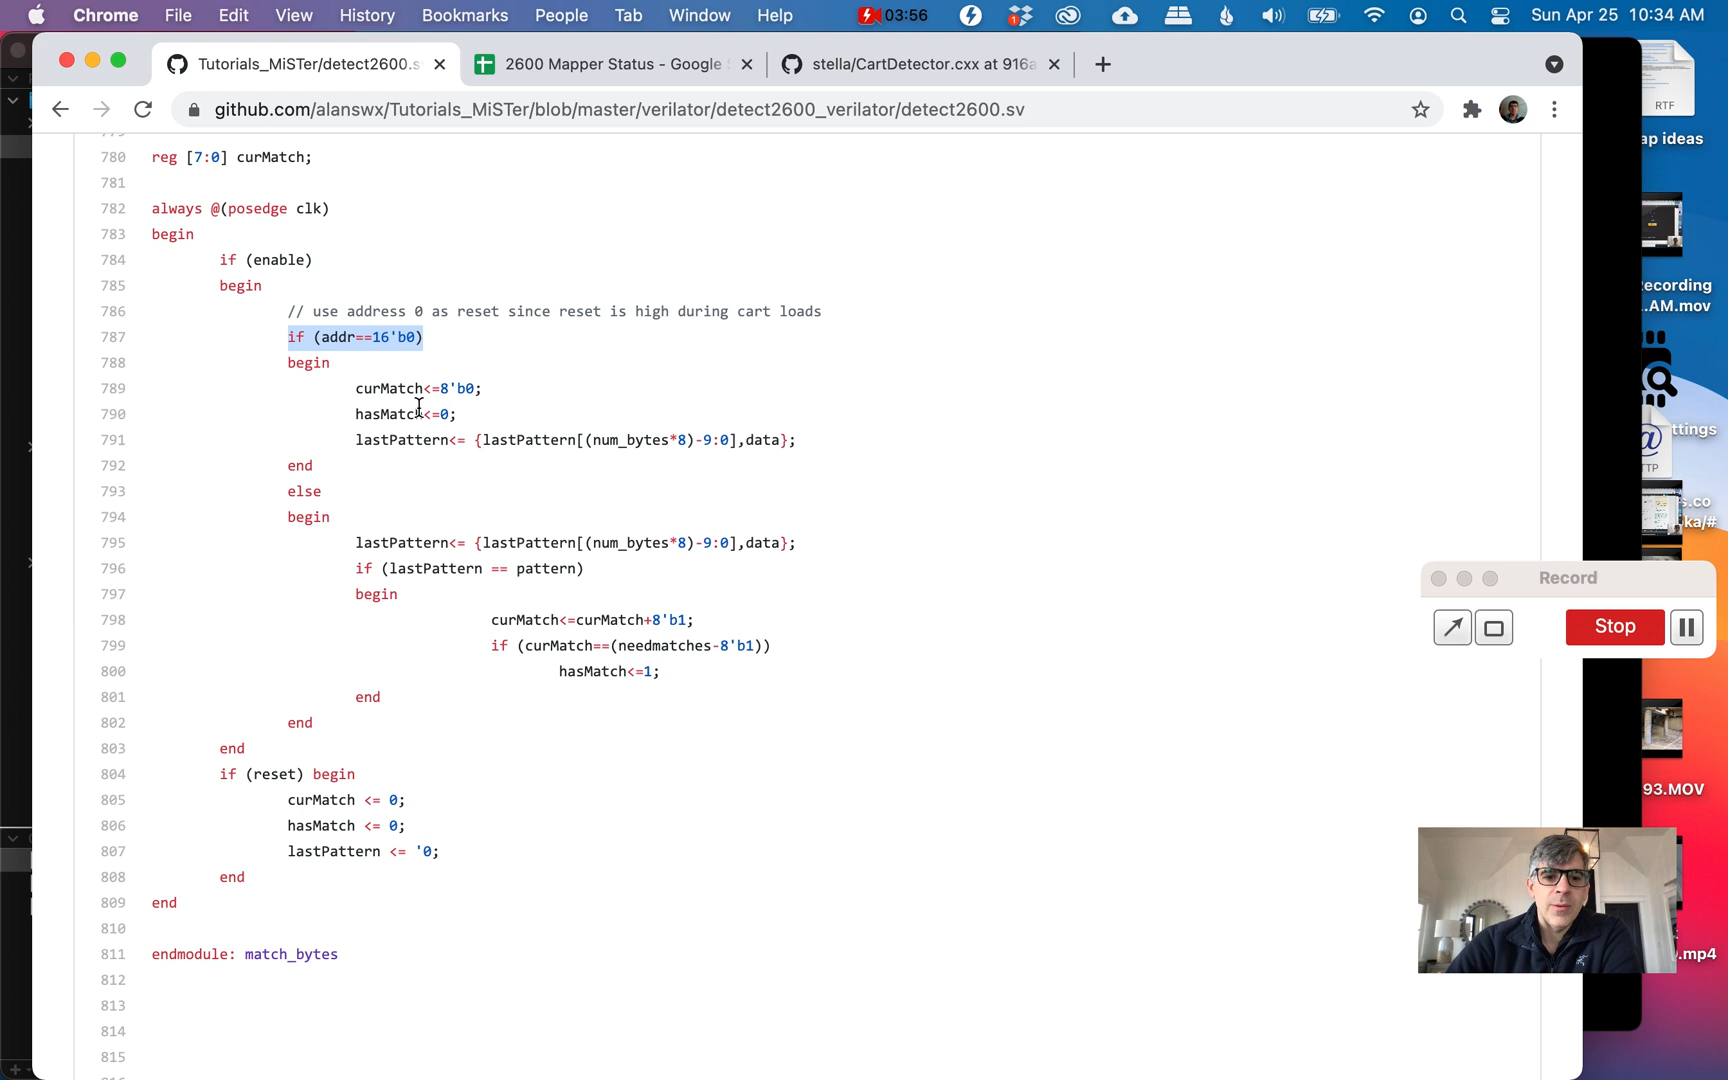 Chrome File Edit View History Bookmarks People Tab Window Help 03:56 Sun Apr 25 10:34 AM
Tutorials_MiSTer/detect2600.s 2600 Mapper Status - Google stella/CartDetector.cxx at 916a
github.com/alanswx/Tutorials_MiSTer/blob/master/verilator/detect2600_verilator/detect2600.sv
780 reg [7:0] curMatch;
781
782 always @(posedge clk)
783 begin
784 if (enable)
785 begin
786 // use address 0 as reset since reset is high during cart loads
787 if (addr==16'b0)
788 begin
789 curMatch<=8'b0;
790 hasMatch<=0;
791 lastPattern<= {lastPattern[(num_bytes*8)-9:0],data};
792 end
793 else
794 begin
795 lastPattern<= {lastPattern[(num_bytes*8)-9:0],data};
796 if (lastPattern == pattern)
797 begin
798 curMatch<=curMatch+8'b1;
799 if (curMatch==(needmatches-8'b1))
800 hasMatch<=1;
801 end
802 end
803 end
804 if (reset) begin
805 curMatch <= 0;
806 hasMatch <= 0;
807 lastPattern <= '0;
808 end
809 end
810
811 endmodule: match_bytes
812
813
814
815
RTF
ap ideas
ecording
.AM.mov
ttings
TTP
s.co
ka/#
Record
Stop
93.MOV
.mp4